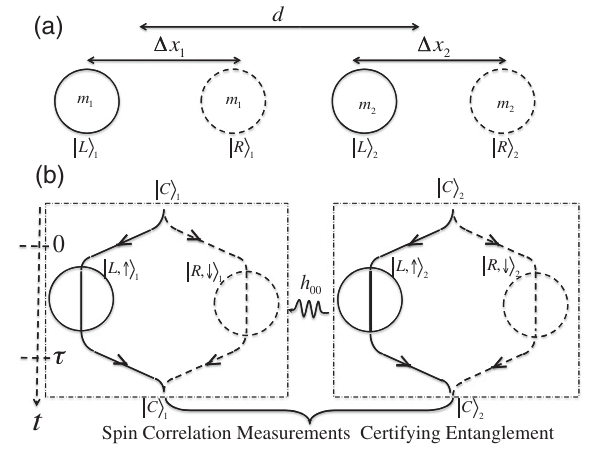 (a)
d
Δx₁ Δx₂
m₁ m₁ m₂ m₂
|L⟩₁ |R⟩₁ |L⟩₂ |R⟩₂
(b)
|C⟩₁ |C⟩₂
0
|L,↑⟩₁ |R,↓⟩₁ h₀₀ |L,↑⟩₂ |R,↓⟩₂
τ
|C⟩₁ |C⟩₂
t
Spin Correlation Measurements Certifying Entanglement